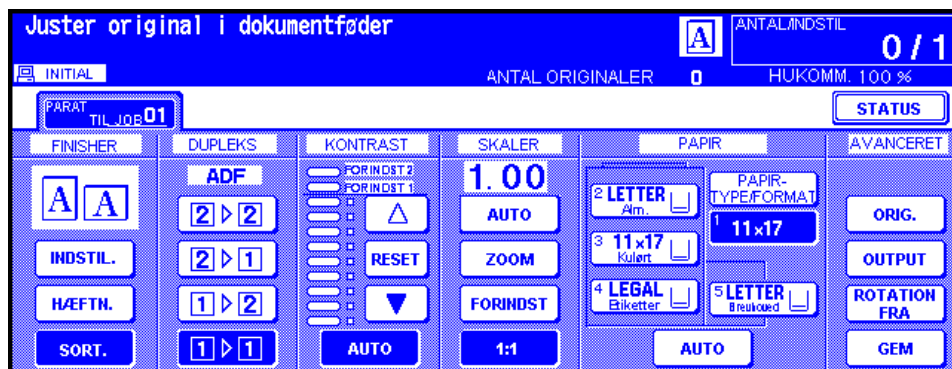 Juster original i dokumentføder
A
ANTAL/INDSTIL
0 / 1
INITIAL
ANTAL ORIGINALER 0
HUKOMM. 100 %
PARAT
TIL JOB 01
STATUS
FINISHER
DUPLEKS
KONTRAST
SKALER
PAPIR
AVANCERET
A A
INDSTIL.
HÆFTN.
SORT.
ADF
2 ▷ 2
2 ▷ 1
1 ▷ 2
1 ▷ 1
FORINDST 2
FORINDST 1
△
RESET
▼
AUTO
1.00
AUTO
ZOOM
FORINDST
1:1
2 LETTER
Alm.
3 11x17
Kulørt
4 LEGAL
Etiketter
PAPIR-
TYPE/FORMAT
1 11x17
5 LETTER
AUTO
ORIG.
OUTPUT
ROTATION
FRA
GEM